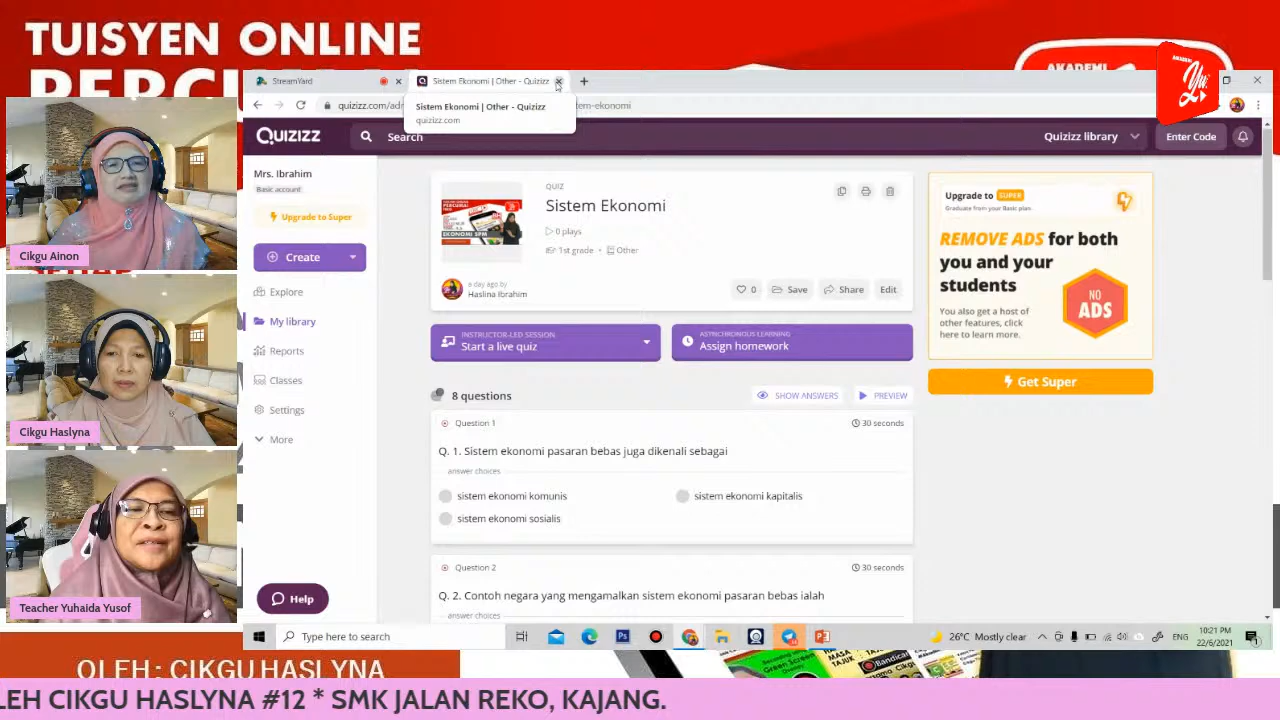 TUISYEN ONLINE
AKADEMI
StreamYard
Sistem Ekonomi | Other - Quizizz
Sistem Ekonomi | Other - Quizizz
quizizz.com
Quizizz
Search
Quizizz library
Enter Code
Mrs. Ibrahim
Basic account
Upgrade to Super
Create
Explore
My library
Reports
Classes
Settings
More
Help
QUIZ
Sistem Ekonomi
0 plays
1st grade • Other
a day ago by
Haslina Ibrahim
0
Save
Share
Edit
INSTRUCTOR-LED SESSION
Start a live quiz
ASYNCHRONOUS LEARNING
Assign homework
8 questions
SHOW ANSWERS
PREVIEW
Question 1
30 seconds
Q. 1. Sistem ekonomi pasaran bebas juga dikenali sebagai
answer choices
sistem ekonomi komunis
sistem ekonomi kapitalis
sistem ekonomi sosialis
Question 2
30 seconds
Q. 2. Contoh negara yang mengamalkan sistem ekonomi pasaran bebas ialah
answer choices
Upgrade to SUPER
Graduate from your Basic plan
REMOVE ADS for both
you and your
students
You also get a host of
other features, click
here to learn more.
NO
ADS
Get Super
Cikgu Ainon
Cikgu Haslyna
Teacher Yuhaida Yusof
Type here to search
26°C Mostly clear
ENG
10:21 PM
22/6/2021
OLEH: CIKGU HASLYNA
LEH CIKGU HASLYNA #12 * SMK JALAN REKO, KAJANG.